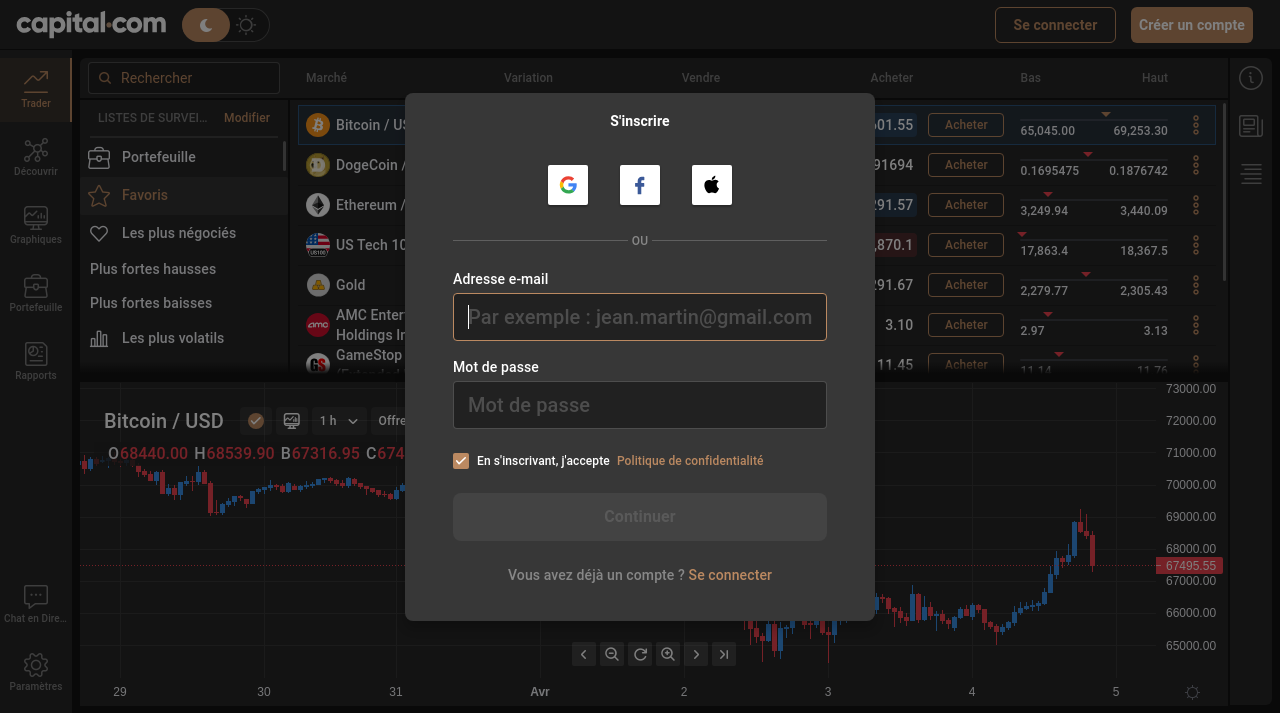 capital.com
Se connecter
Créer un compte
Trader
Découvrir
Graphiques
Portefeuille
Rapports
Chat en Dire...
Paramètres
Rechercher
Marché Variation Vendre Acheter Bas Haut
LISTES DE SURVEI... Modifier
Portefeuille
Favoris
Les plus négociés
Plus fortes hausses
Plus fortes baisses
Les plus volatils
Bitcoin / US
601.55 Acheter 65,045.00 69,253.30
DogeCoin /
91694 Acheter 0.1695475 0.1876742
Ethereum /
291.57 Acheter 3,249.94 3,440.09
US Tech 10
,870.1 Acheter 17,863.4 18,367.5
Gold
291.67 Acheter 2,279.77 2,305.43
AMC Enter
Holdings In
3.10 Acheter 2.97 3.13
GameStop
11.45 Acheter 11.14 11.76
S'inscrire
OU
Adresse e-mail
Par exemple : jean.martin@gmail.com
Mot de passe
Mot de passe
En s'inscrivant, j'accepte Politique de confidentialité
Continuer
Vous avez déjà un compte ? Se connecter
Bitcoin / USD 1 h Offre
O68440.00 H68539.90 B67316.95 C674
73000.00
72000.00
71000.00
70000.00
69000.00
68000.00
67495.55
67000.00
66000.00
65000.00
29 30 31 Avr 2 3 4 5